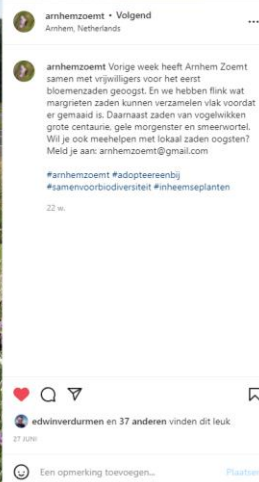 arnhemzoemt • Volgend
Arnhem, Netherlands
arnhemzoemt Vorige week heeft Arnhem Zoemt
samen met vrijwilligers voor het eerst
bloemenzaden geoogst. En we hebben flink wat
margrieten zaden kunnen verzamelen vlak voordat
er gemaaid is. Daarnaast zaden van vogelwikken
grote centaurie, gele morgenster en smeerwortel.
Wil je ook meehelpen met lokaal zaden oogsten?
Meld je aan: arnhemzoemt@gmail.com
#arnhemzoemt #adopteereenbij
#samenvoorbiodiversiteit #inheemseplanten
22 w.
edwinverdurmen en 37 anderen vinden dit leuk
27 JUNI
Een opmerking toevoegen...
Plaatsen